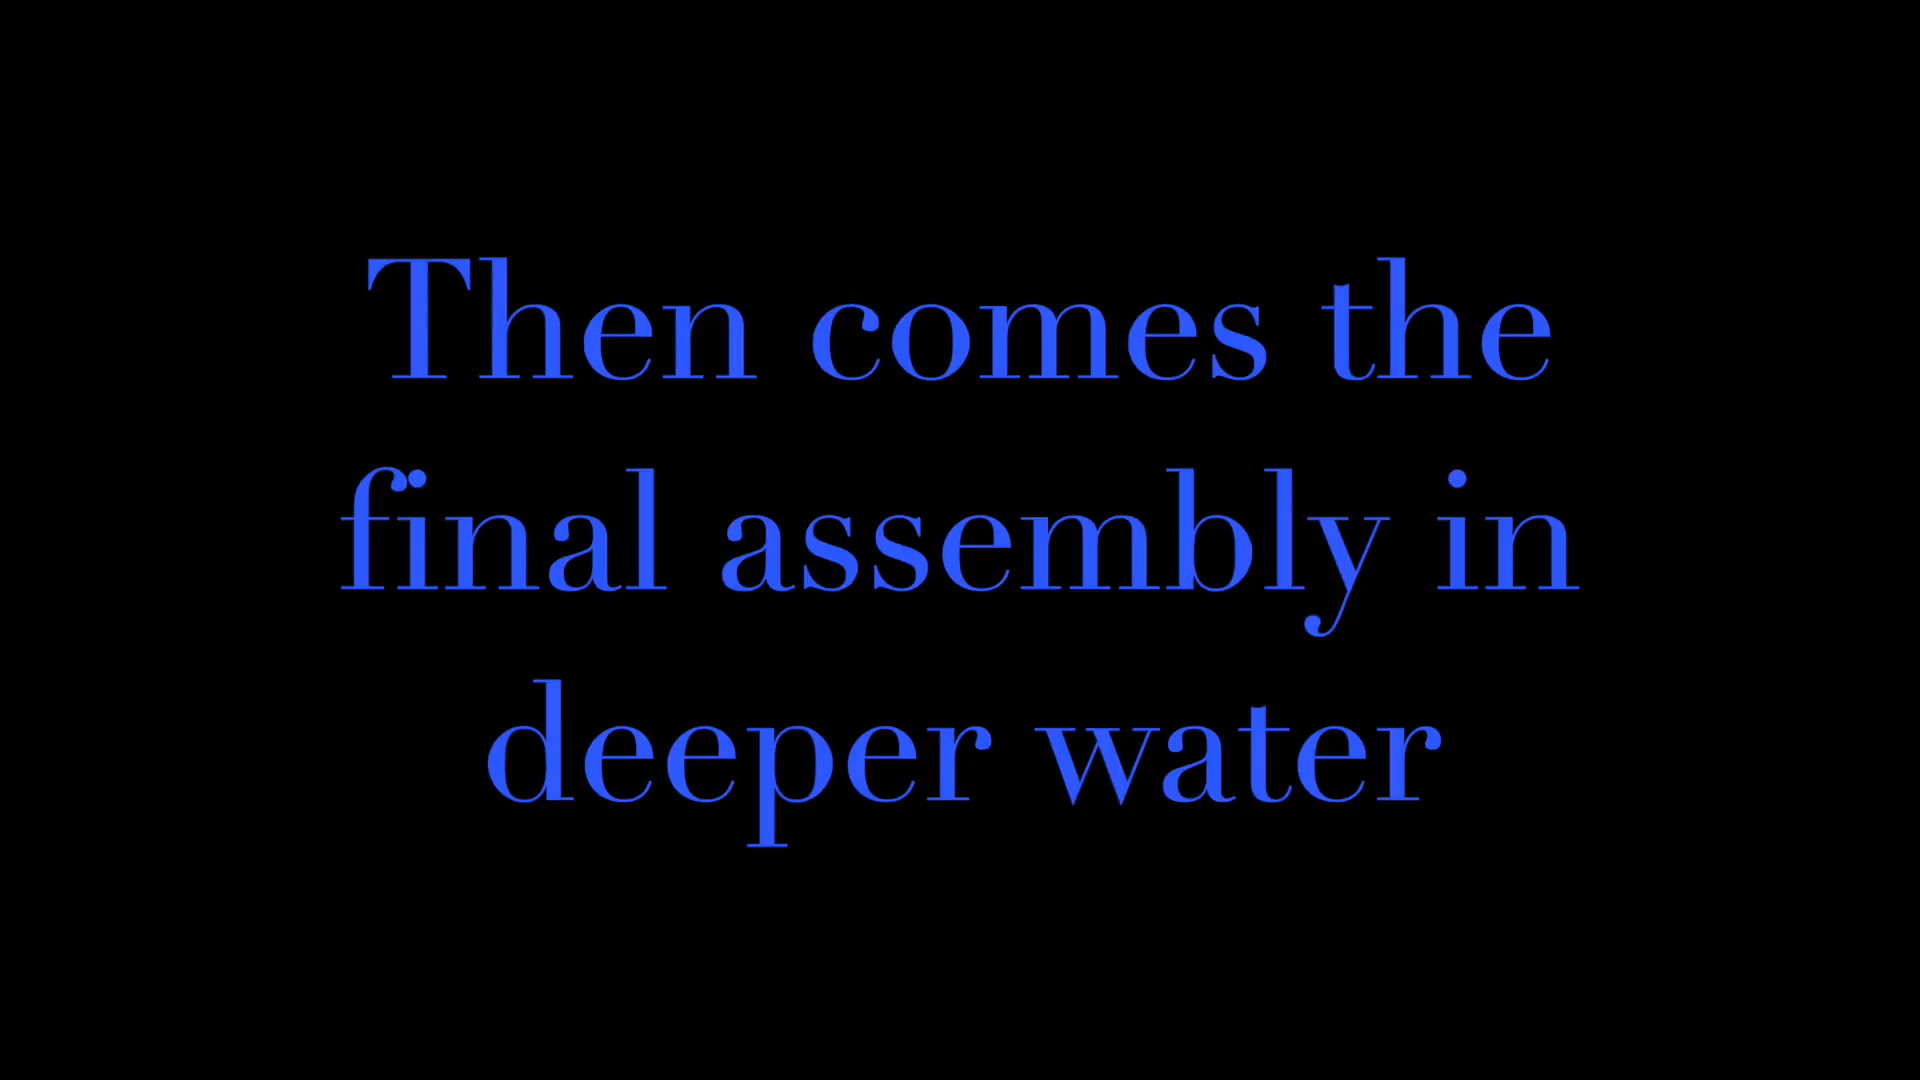 Then comes the
final assembly in
deeper water